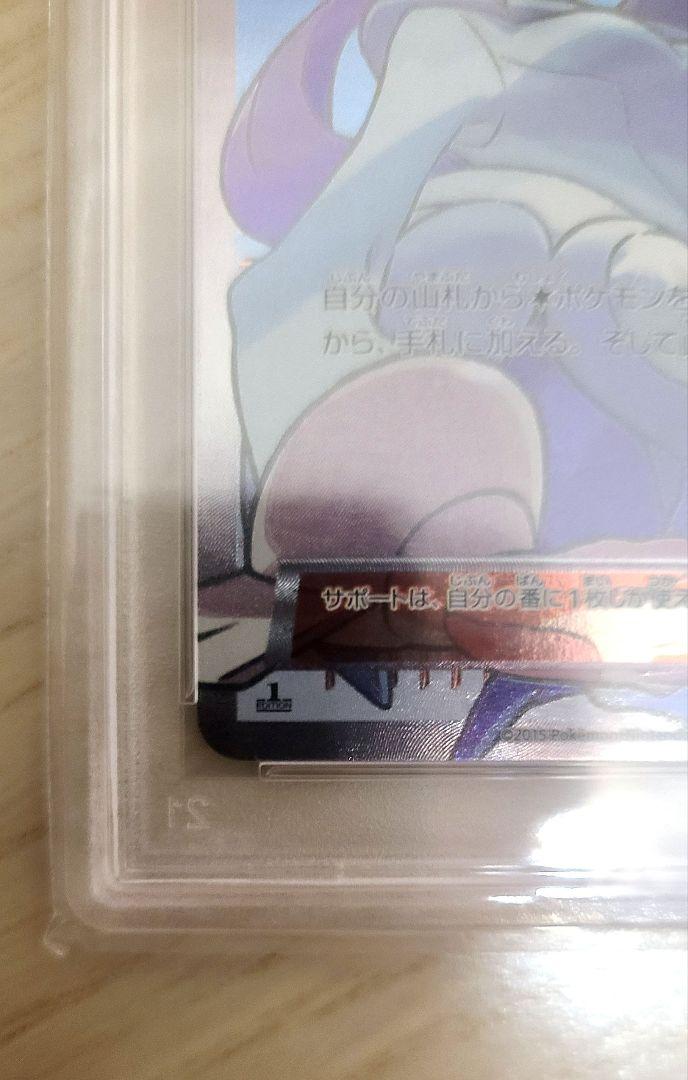 自分の山札から★ポケモンを
から、手札に加える。そして山
サポートは、自分の番に1枚しか使え
1
EDITION
©2015 Pokémon
21